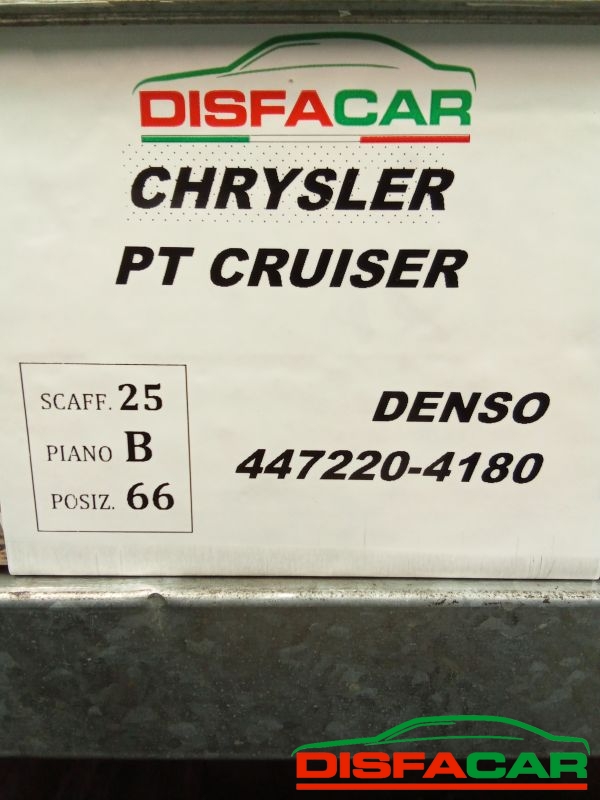 DISFACAR
CHRYSLER
PT CRUISER
SCAFF. 25
PIANO B
POSIZ. 66
DENSO
447220-4180
DISFACAR